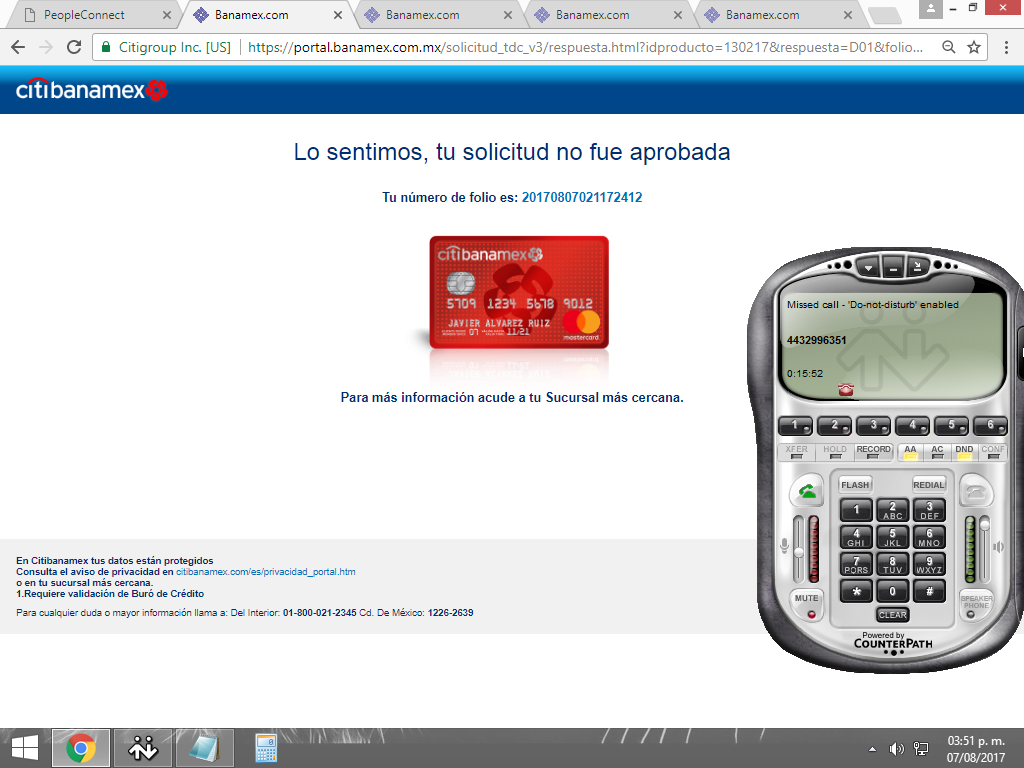 PeopleConnect
Banamex.com
Banamex.com
Banamex.com
Banamex.com
Citigroup Inc. [US]
https://portal.banamex.com.mx/solicitud_tdc_v3/respuesta.html?idproducto=130217&respuesta=D01&folio...
citibanamex
Lo sentimos, tu solicitud no fue aprobada
Tu número de folio es: 20170807021172412
citibanamex
5709 1234 5678 9012
07 11/21
JAVIER ALVAREZ RUIZ
mastercard
Para más información acude a tu Sucursal más cercana.
Missed call - 'Do-not-disturb' enabled
4432996351
0:15:52
1 2 3 4 5 6
XFER HOLD RECORD AA AC DND CONF
FLASH REDIAL
1 2 ABC 3 DEF
4 GHI 5 JKL 6 MNO
7 PQRS 8 TUV 9 WXYZ
* 0 #
MUTE
SPEAKER PHONE
CLEAR
Powered by
COUNTERPATH
En Citibanamex tus datos están protegidos
Consulta el aviso de privacidad en citibanamex.com/es/privacidad_portal.htm
o en tu sucursal más cercana.
1.Requiere validación de Buró de Crédito
Para cualquier duda o mayor información llama a: Del Interior: 01-800-021-2345 Cd. De México: 1226-2639
03:51 p. m.
07/08/2017